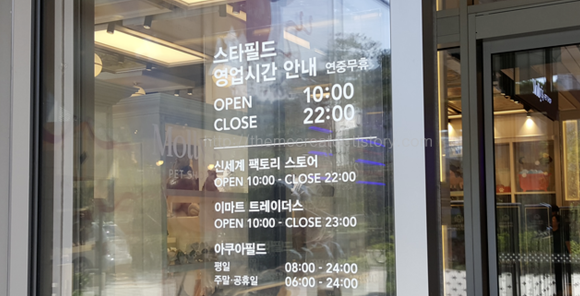 스타필드
영업시간 안내 연중무휴
OPEN 10:00
CLOSE 22:00
신세계 팩토리 스토어
OPEN 10:00 - CLOSE 22:00
이마트 트레이더스
OPEN 10:00 - CLOSE 23:00
아쿠아필드
평일 08:00 - 24:00
주말·공휴일 06:00 - 24:00
PET SH